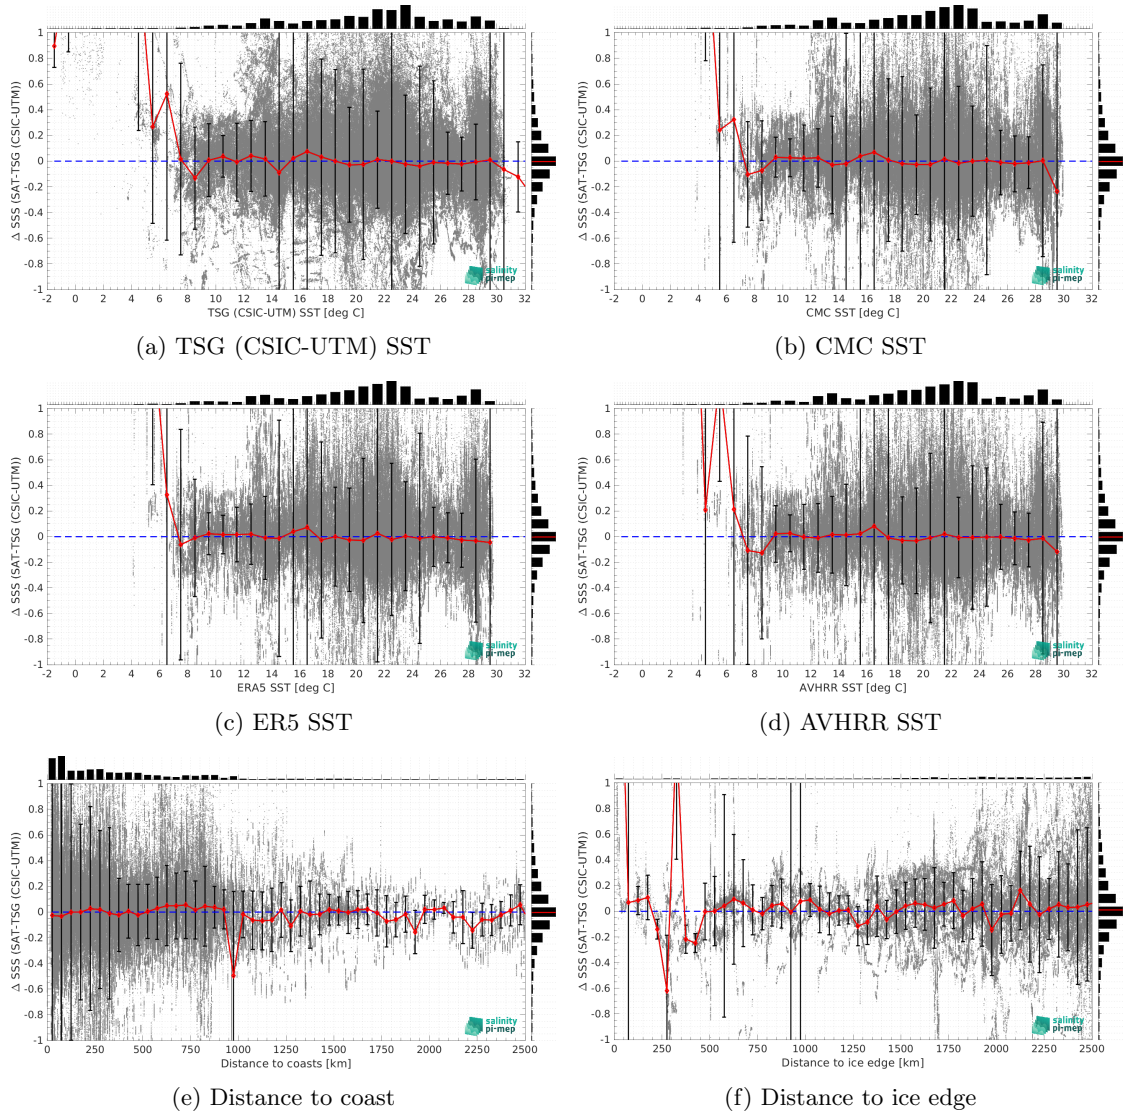 Δ SSS (SAT-TSG (CSIC-UTM))
1
0.8
0.6
0.4
0.2
0
-0.2
-0.4
-0.6
-0.8
-1
salinity
pi-mep
-2 0 2 4 6 8 10 12 14 16 18 20 22 24 26 28 30 32
TSG (CSIC-UTM) SST [deg C]
(a) TSG (CSIC-UTM) SST
Δ SSS (SAT-TSG (CSIC-UTM))
1
0.8
0.6
0.4
0.2
0
-0.2
-0.4
-0.6
-0.8
-1
salinity
pi-mep
-2 0 2 4 6 8 10 12 14 16 18 20 22 24 26 28 30 32
CMC SST [deg C]
(b) CMC SST
Δ SSS (SAT-TSG (CSIC-UTM))
1
0.8
0.6
0.4
0.2
0
-0.2
-0.4
-0.6
-0.8
-1
salinity
pi-mep
-2 0 2 4 6 8 10 12 14 16 18 20 22 24 26 28 30 32
ERA5 SST [deg C]
(c) ER5 SST
Δ SSS (SAT-TSG (CSIC-UTM))
1
0.8
0.6
0.4
0.2
0
-0.2
-0.4
-0.6
-0.8
-1
salinity
pi-mep
-2 0 2 4 6 8 10 12 14 16 18 20 22 24 26 28 30 32
AVHRR SST [deg C]
(d) AVHRR SST
Δ SSS (SAT-TSG (CSIC-UTM))
1
0.8
0.6
0.4
0.2
0
-0.2
-0.4
-0.6
-0.8
-1
salinity
pi-mep
0 250 500 750 1000 1250 1500 1750 2000 2250 2500
Distance to coasts [km]
(e) Distance to coast
Δ SSS (SAT-TSG (CSIC-UTM))
1
0.8
0.6
0.4
0.2
0
-0.2
-0.4
-0.6
-0.8
-1
salinity
pi-mep
0 250 500 750 1000 1250 1500 1750 2000 2250 2500
Distance to ice edge [km]
(f) Distance to ice edge